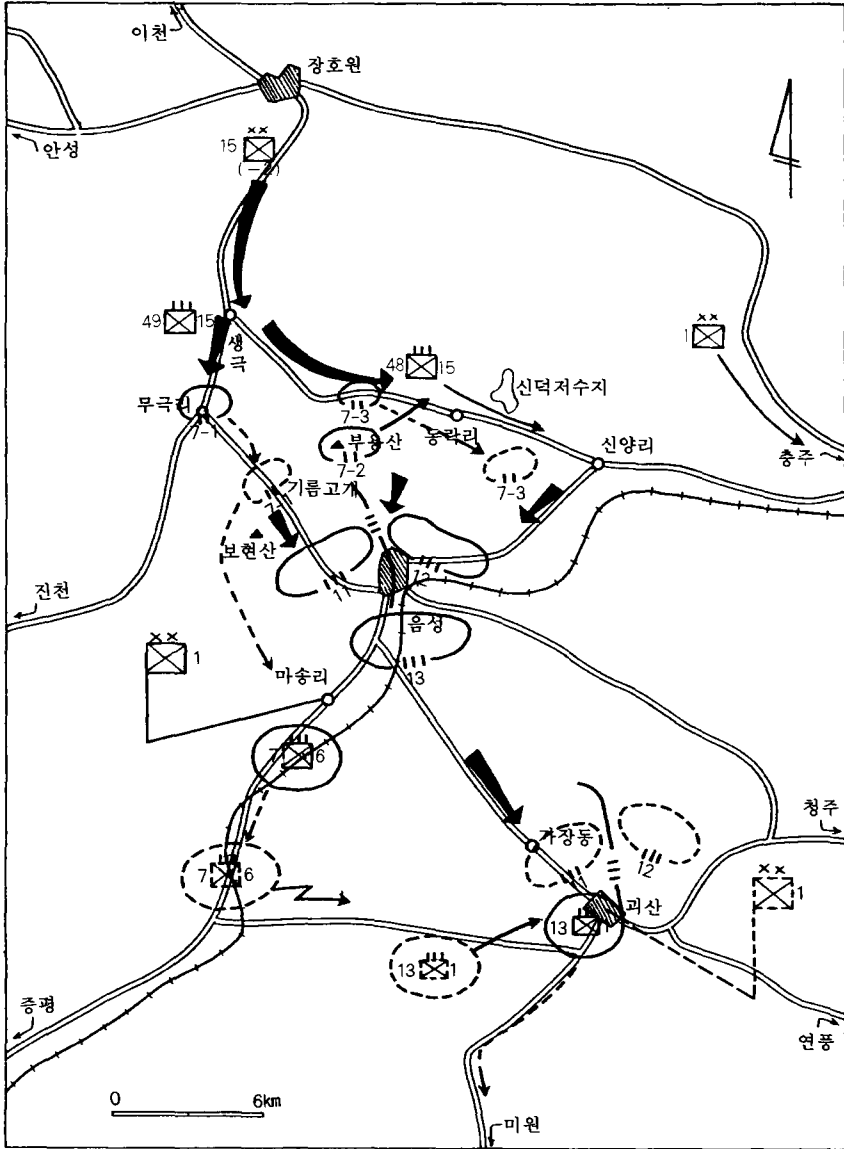 이천
장호원
안성
××
15
(-2)
49 15
생극
××
1
48 15
신덕저수지
무극리
7-1
7-3
부용산
7-2
동락리
7-3
신양리
충주
기름고개
보현산
11
12
진천
음성
××
1
13
마송리
7 6
가장동
청주
12
7 6
괴산
××
1
13
13 1
증평
연풍
0 6km
미원